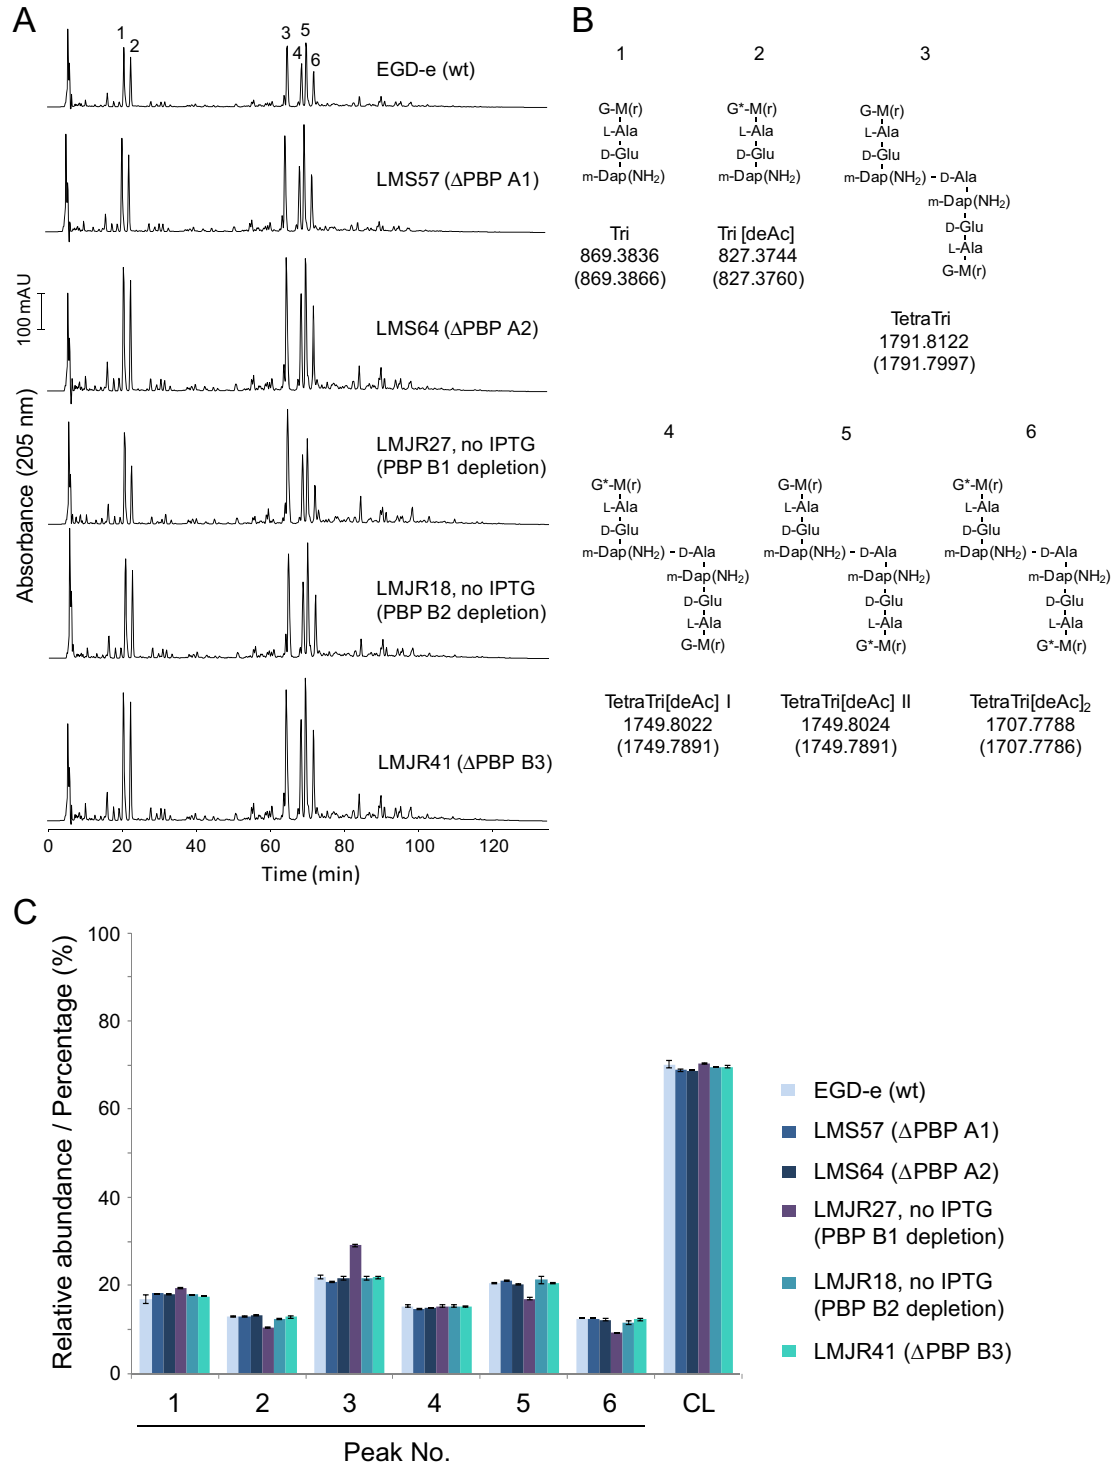 A
1
2
3
4
5
6
EGD-e (wt)
LMS57 (ΔPBP A1)
LMS64 (ΔPBP A2)
LMJR27, no IPTG
(PBP B1 depletion)
LMJR18, no IPTG
(PBP B2 depletion)
LMJR41 (ΔPBP B3)
100 mAU
Absorbance (205 nm)
0 20 40 60 80 100 120
Time (min)
B
1
G-M(r)
L-Ala
D-Glu
m-Dap(NH₂)
Tri
869.3836
(869.3866)
2
G*-M(r)
L-Ala
D-Glu
m-Dap(NH₂)
Tri [deAc]
827.3744
(827.3760)
3
G-M(r)
L-Ala
D-Glu
m-Dap(NH₂) - D-Ala
m-Dap(NH₂)
D-Glu
L-Ala
G-M(r)
TetraTri
1791.8122
(1791.7997)
4
G*-M(r)
L-Ala
D-Glu
m-Dap(NH₂) - D-Ala
m-Dap(NH₂)
D-Glu
L-Ala
G-M(r)
TetraTri[deAc] I
1749.8022
(1749.7891)
5
G-M(r)
L-Ala
D-Glu
m-Dap(NH₂) - D-Ala
m-Dap(NH₂)
D-Glu
L-Ala
G*-M(r)
TetraTri[deAc] II
1749.8024
(1749.7891)
6
G*-M(r)
L-Ala
D-Glu
m-Dap(NH₂) - D-Ala
m-Dap(NH₂)
D-Glu
L-Ala
G*-M(r)
TetraTri[deAc]₂
1707.7788
(1707.7786)
C
Relative abundance / Percentage (%)
100
80
60
40
20
0
1 2 3 4 5 6 CL
Peak No.
EGD-e (wt)
LMS57 (ΔPBP A1)
LMS64 (ΔPBP A2)
LMJR27, no IPTG
(PBP B1 depletion)
LMJR18, no IPTG
(PBP B2 depletion)
LMJR41 (ΔPBP B3)